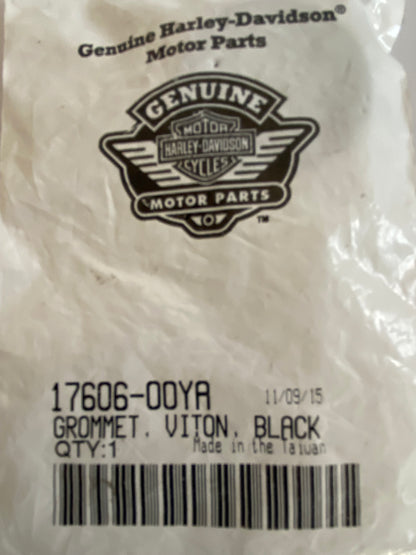 Genuine Harley-Davidson®
Motor Parts
GENUINE
MOTOR
HARLEY-DAVIDSON
CYCLES
MOTOR PARTS
TM
17606-00YA 11/09/15
GROMMET, VITON, BLACK
QTY:1 Made in the Taiwan